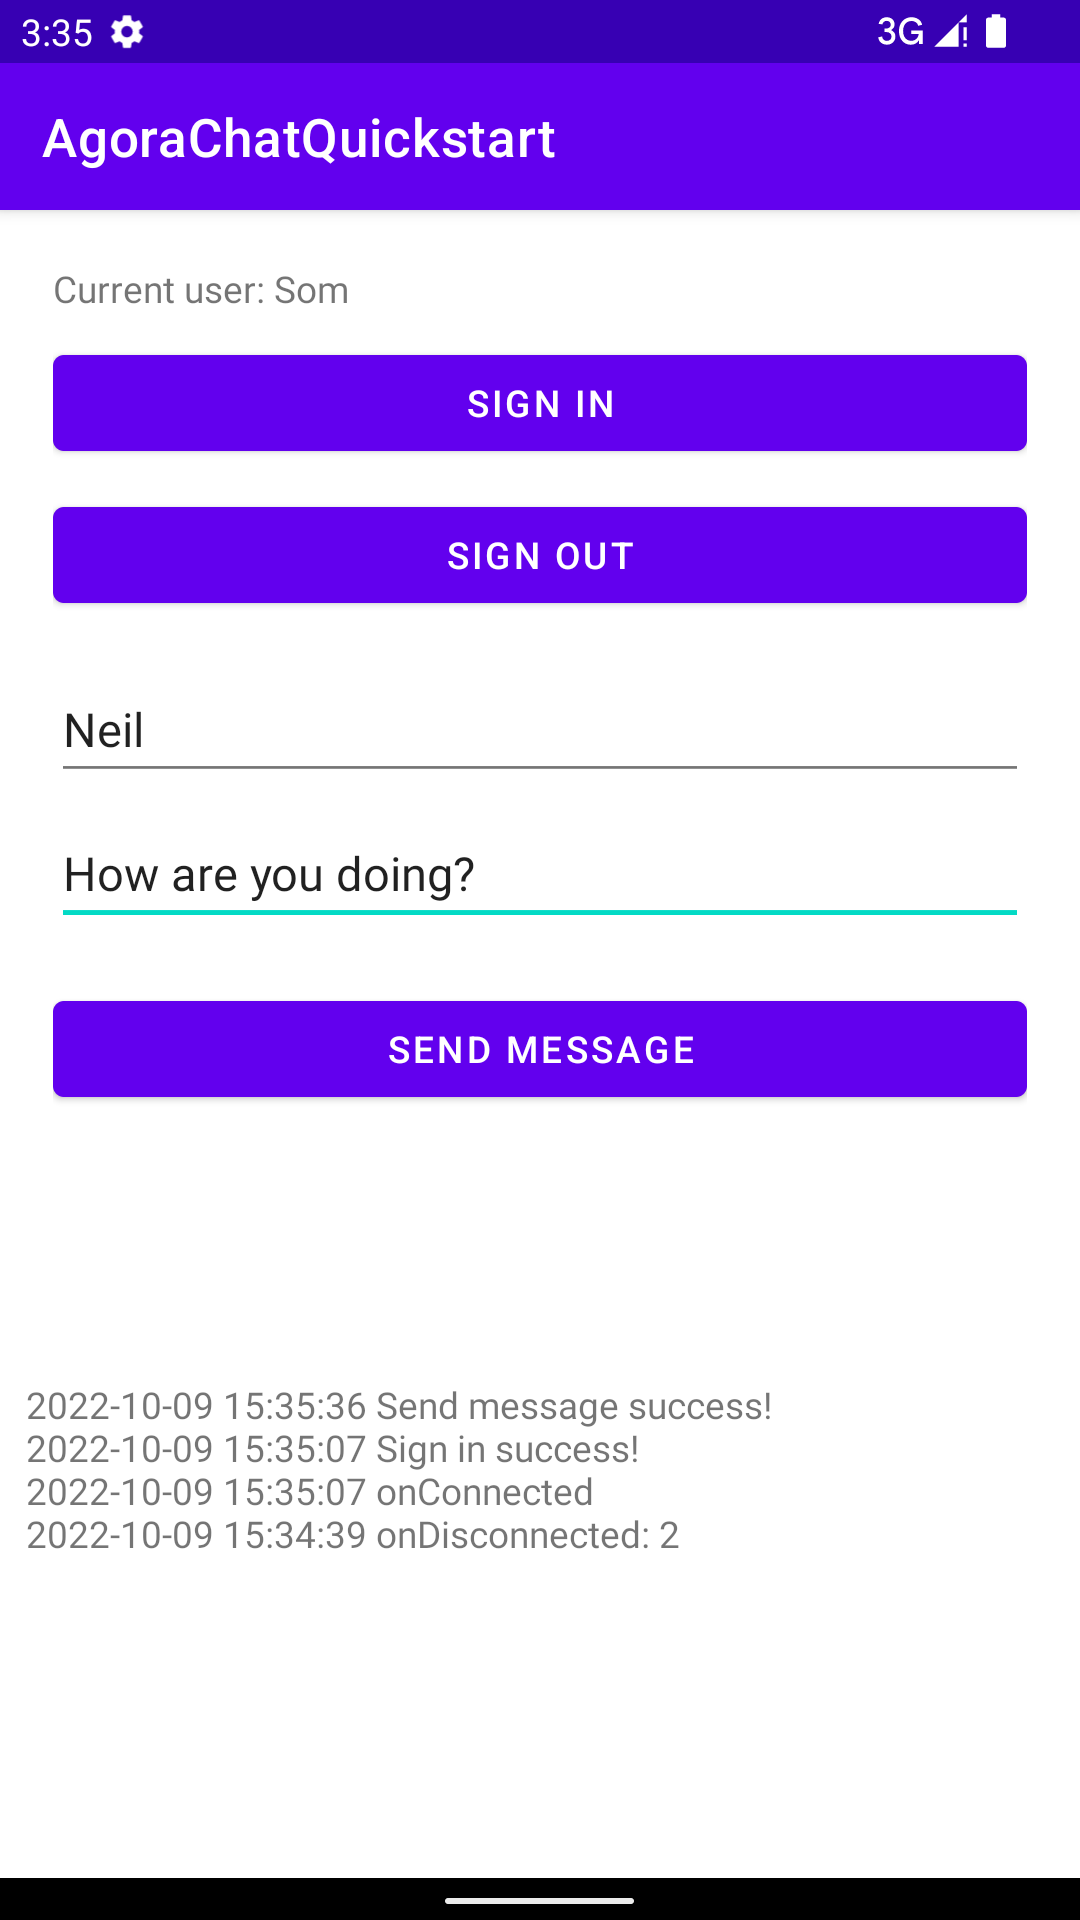 3:35 3G
AgoraChatQuickstart
Current user: Som
SIGN IN
SIGN OUT
Neil
How are you doing?
SEND MESSAGE
2022-10-09 15:35:36 Send message success!
2022-10-09 15:35:07 Sign in success!
2022-10-09 15:35:07 onConnected
2022-10-09 15:34:39 onDisconnected: 2